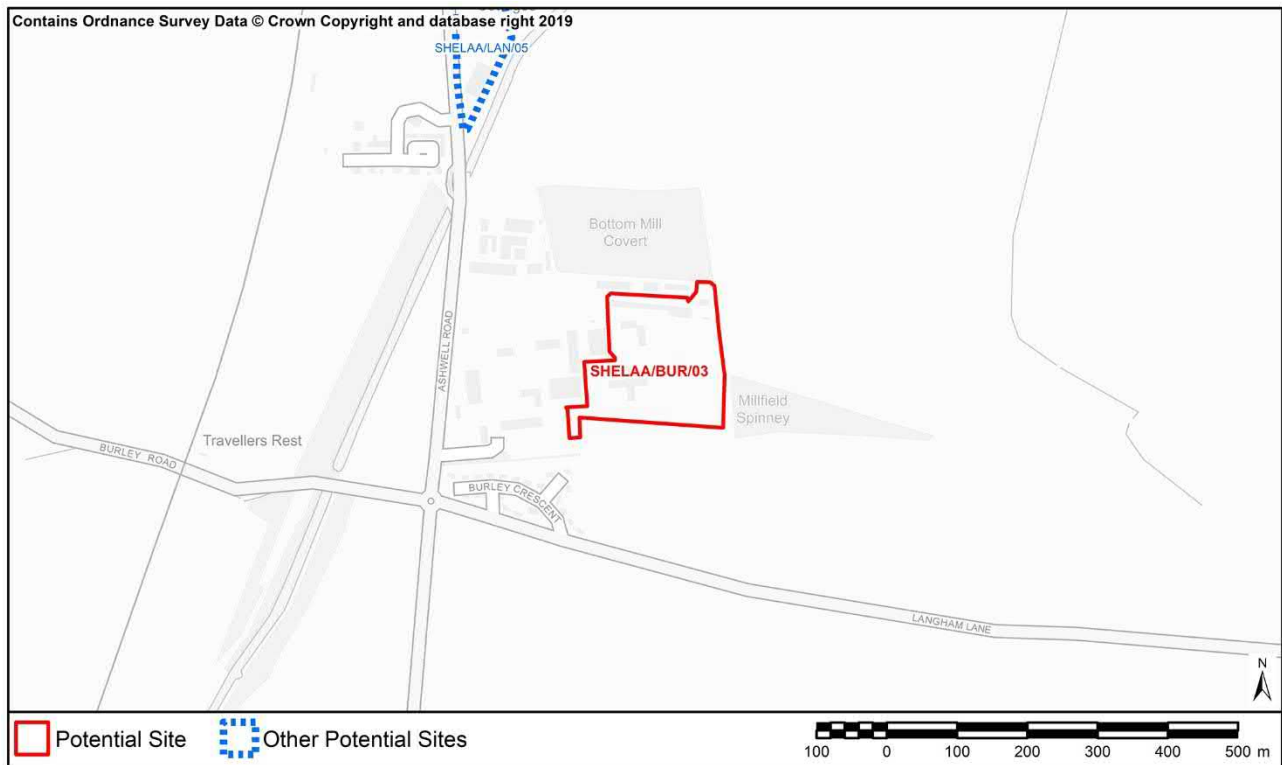 Contains Ordnance Survey Data © Crown Copyright and database right 2019
SHELAA/LAN/05
Bottom Mill
Covert
ASHWELL ROAD
SHELAA/BUR/03
Millfield
Spinney
Travellers Rest
BURLEY ROAD
BURLEY CRESCENT
LANGHAM LANE
N
Potential Site
Other Potential Sites
100 0 100 200 300 400 500 m